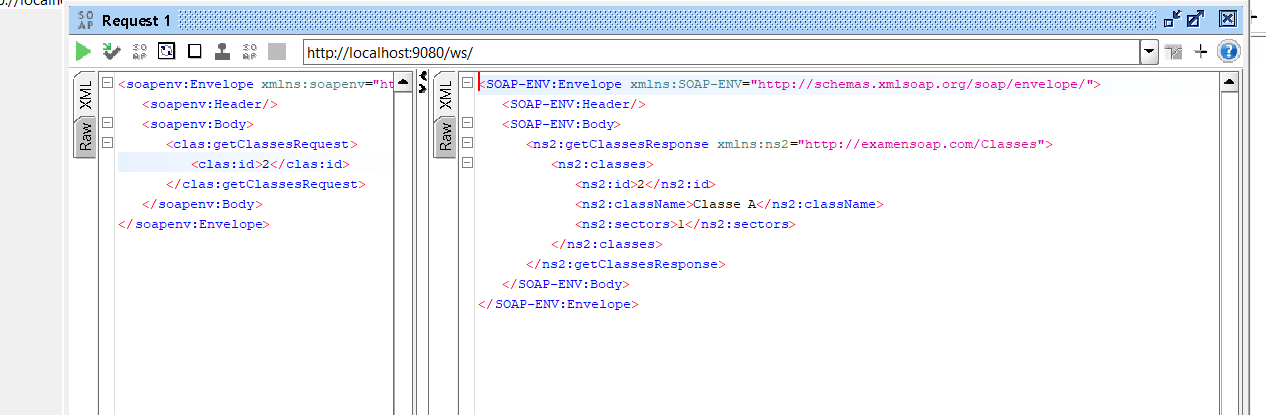 Request 1
http://localhost:9080/ws/
XML
Raw
<soapenv:Envelope xmlns:soapenv="ht
<soapenv:Header/>
<soapenv:Body>
<clas:getClassesRequest>
<clas:id>2</clas:id>
</clas:getClassesRequest>
</soapenv:Body>
</soapenv:Envelope>
XML
Raw
<SOAP-ENV:Envelope xmlns:SOAP-ENV="http://schemas.xmlsoap.org/soap/envelope/">
<SOAP-ENV:Header/>
<SOAP-ENV:Body>
<ns2:getClassesResponse xmlns:ns2="http://examensoap.com/Classes">
<ns2:classes>
<ns2:id>2</ns2:id>
<ns2:className>Classe A</ns2:className>
<ns2:sectors>1</ns2:sectors>
</ns2:classes>
</ns2:getClassesResponse>
</SOAP-ENV:Body>
</SOAP-ENV:Envelope>